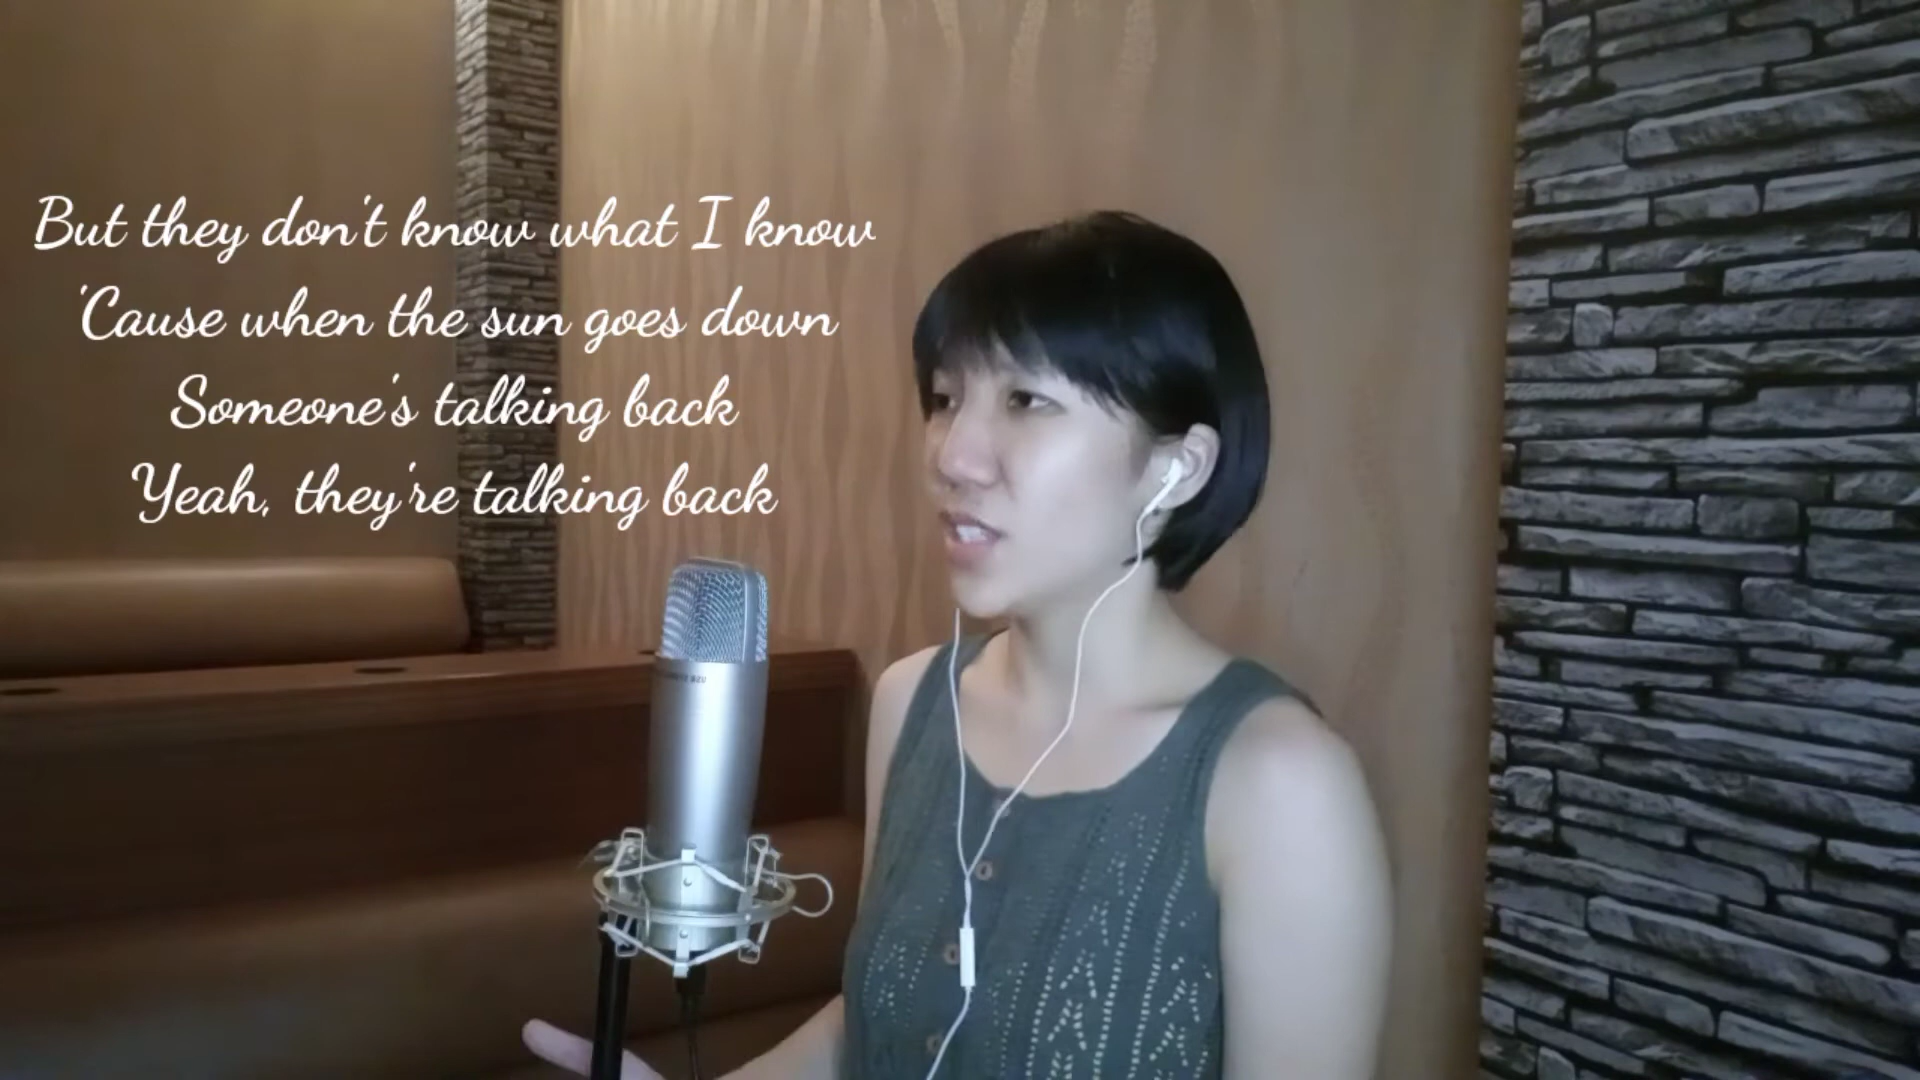 But they don't know what I know
'Cause when the sun goes down
Someone's talking back
Yeah, they're talking back